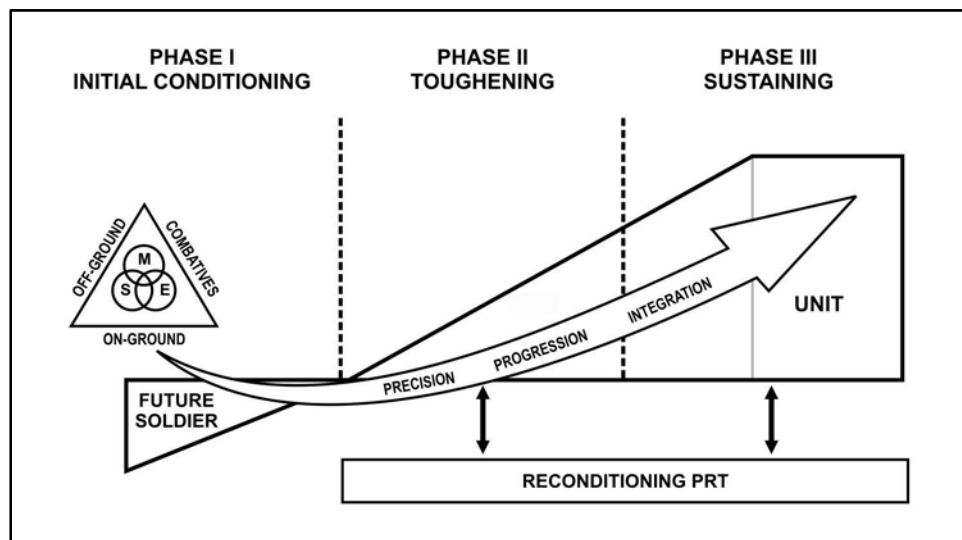 PHASE I
INITIAL CONDITIONING
PHASE II
TOUGHENING
PHASE III
SUSTAINING
OFF-GROUND
COMBATIVES
M
S
E
ON-GROUND
FUTURE
SOLDIER
PRECISION
PROGRESSION
INTEGRATION
UNIT
RECONDITIONING PRT